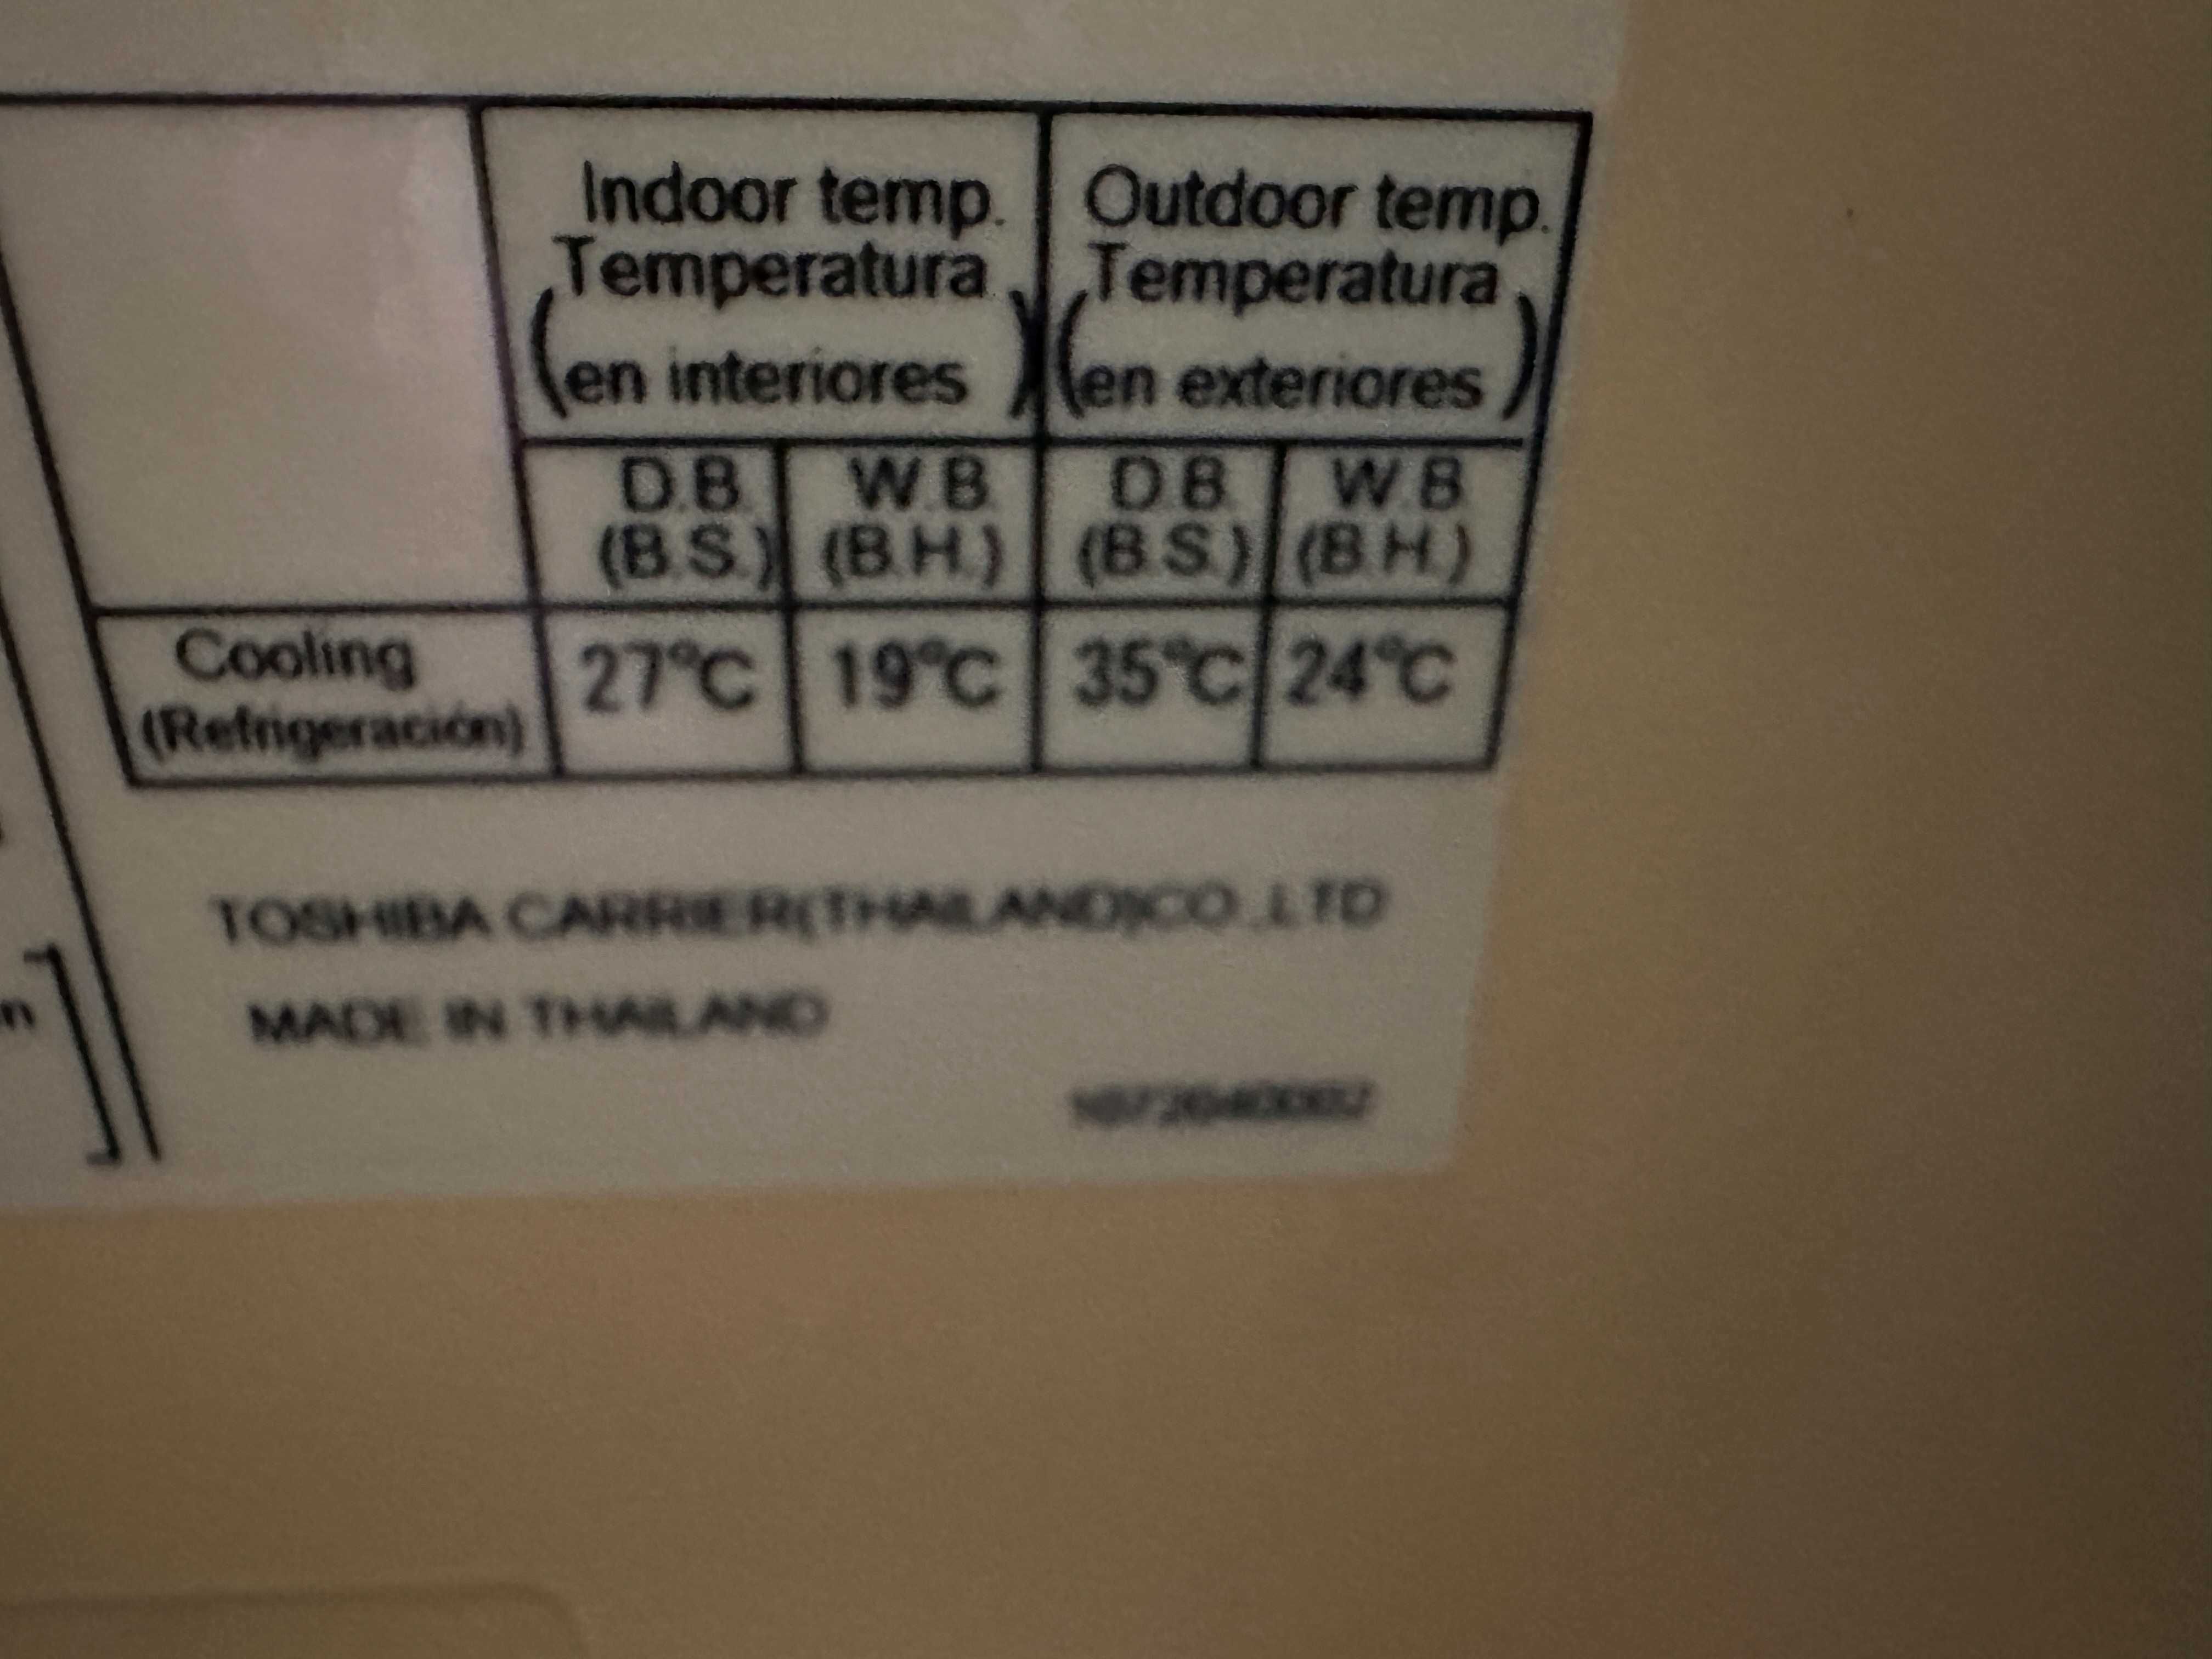 Indoor temp.
Temperatura
(en interiores)
Outdoor temp.
Temperatura
(en exteriores)
D.B. W.B. D.B. W.B.
(B.S.) (B.H.) (B.S.) (B.H.)
Cooling
(Refrigeración)
27°C 19°C 35°C 24°C
TOSHIBA CARRIER(THAILAND)CO.,LTD
MADE IN THAILAND